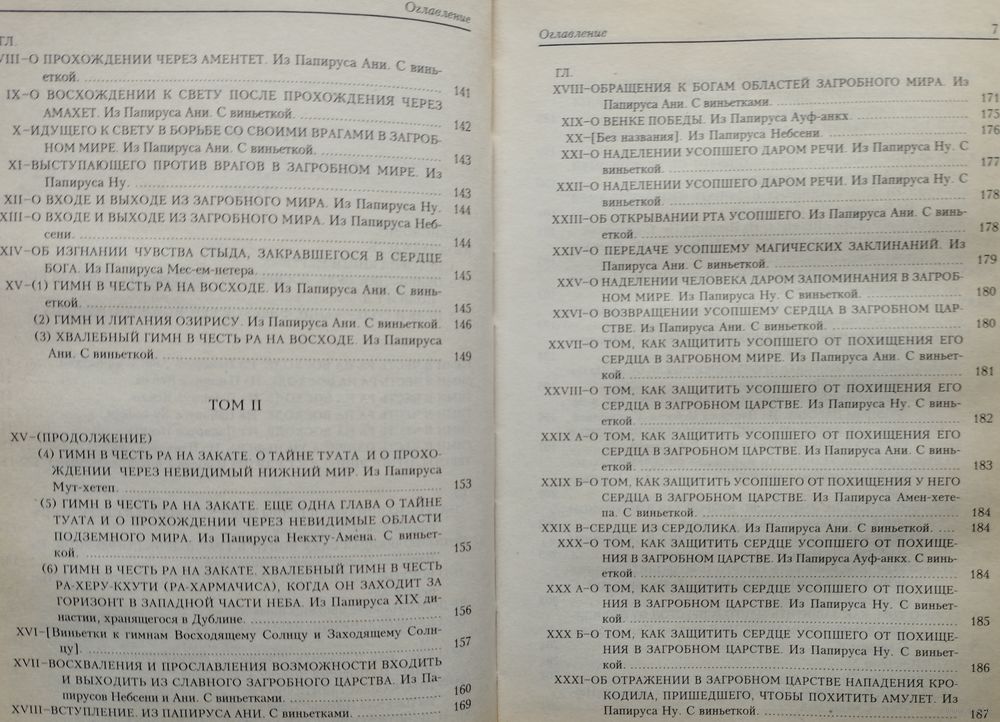 Оглавление
ГЛ.
VIII–О ПРОХОЖДЕНИИ ЧЕРЕЗ АМЕНТЕТ. Из Папируса Ани. С винь-
еткой. 141
IX–О ВОСХОЖДЕНИИ К СВЕТУ ПОСЛЕ ПРОХОЖДЕНИЯ ЧЕРЕЗ
АМАХЕТ. Из Папируса Ани. С виньеткой. 142
X–ИДУЩЕГО К СВЕТУ В БОРЬБЕ СО СВОИМИ ВРАГАМИ В ЗАГРОБ-
НОМ МИРЕ. Из Папируса Ани. С виньеткой. 143
XI–ВЫСТУПАЮЩЕГО ПРОТИВ ВРАГОВ В ЗАГРОБНОМ МИРЕ. Из
Папируса Ну. 143
XII–О ВХОДЕ И ВЫХОДЕ ИЗ ЗАГРОБНОГО МИРА. Из Папируса Ну. 144
XIII–О ВХОДЕ И ВЫХОДЕ ИЗ ЗАГРОБНОГО МИРА. Из Папируса Неб-
сени. 144
XIV–ОБ ИЗГНАНИИ ЧУВСТВА СТЫДА, ЗАКРАВШЕГОСЯ В СЕРДЦЕ
БОГА. Из Папируса Мес-ем-нетера. 145
XV–(1) ГИМН В ЧЕСТЬ РА НА ВОСХОДЕ. Из Папируса Ани. С винь-
еткой. 145
(2) ГИМН И ЛИТАНИЯ ОЗИРИСУ. Из Папируса Ани. С виньеткой. 146
(3) ХВАЛЕБНЫЙ ГИМН В ЧЕСТЬ РА НА ВОСХОДЕ. Из Папируса
Ани. С виньеткой. 149
ТОМ II
XV–(ПРОДОЛЖЕНИЕ)
(4) ГИМН В ЧЕСТЬ РА НА ЗАКАТЕ. О ТАЙНЕ ТУАТА И О ПРОХО-
ЖДЕНИИ ЧЕРЕЗ НЕВИДИМЫЙ НИЖНИЙ МИР. Из Папируса
Мут-хетеп. 153
(5) ГИМН В ЧЕСТЬ РА НА ЗАКАТЕ. ЕЩЕ ОДНА ГЛАВА О ТАЙНЕ
ТУАТА И О ПРОХОЖДЕНИИ ЧЕРЕЗ НЕВИДИМЫЕ ОБЛАСТИ
ПОДЗЕМНОГО МИРА. Из Папируса Некхту-Амена. С виньет-
кой. 155
(6) ГИМН В ЧЕСТЬ РА НА ЗАКАТЕ. ХВАЛЕБНЫЙ ГИМН В ЧЕСТЬ
РА-ХЕРУ-КХУТИ (РА-ХАРМАЧИСА), КОГДА ОН ЗАХОДИТ ЗА
ГОРИЗОНТ В ЗАПАДНОЙ ЧАСТИ НЕБА. Из Папируса XIX ди-
настии, хранящегося в Дублине. 156
XVI–[Виньетки к гимнам Восходящему Солнцу и Заходящему Солн-
цу]. 157
XVII–ВОСХВАЛЕНИЯ И ПРОСЛАВЛЕНИЯ ВОЗМОЖНОСТИ ВХОДИТЬ
И ВЫХОДИТЬ ИЗ СЛАВНОГО ЗАГРОБНОГО ЦАРСТВА. Из Па-
пирусов Небсени и Ани. С виньетками. 160
XVIII–ВСТУПЛЕНИЕ. ИЗ ПАПИРУСА АНИ. С виньетками. 169
Оглавление 7
ГЛ.
XVIII–ОБРАЩЕНИЯ К БОГАМ ОБЛАСТЕЙ ЗАГРОБНОГО МИРА. Из
Папируса Ани. С виньетками. 171
XIX–О ВЕНКЕ ПОБЕДЫ. Из Папируса Ауф-анкх. 175
XX–[Без названия]. Из Папируса Небсени. 176
XXI–О НАДЕЛЕНИИ УСОПШЕГО ДАРОМ РЕЧИ. Из Папируса Ну. С
виньеткой. 177
XXII–О НАДЕЛЕНИИ УСОПШЕГО ДАРОМ РЕЧИ. Из Папируса Ну. С
виньеткой. 178
XXIII–ОБ ОТКРЫВАНИИ РТА УСОПШЕГО. Из Папируса Ани. С винь-
еткой. 178
XXIV–О ПЕРЕДАЧЕ УСОПШЕМУ МАГИЧЕСКИХ ЗАКЛИНАНИЙ. Из
Папируса Ани. С виньеткой. 179
XXV–О НАДЕЛЕНИИ ЧЕЛОВЕКА ДАРОМ ЗАПОМИНАНИЯ В ЗАГРОБ-
НОМ МИРЕ. Из Папируса Ну. С виньеткой. 180
XXVI–О ВОЗВРАЩЕНИИ УСОПШЕМУ СЕРДЦА В ЗАГРОБНОМ ЦАР-
СТВЕ. Из Папируса Ани. С виньеткой. 180
XXVII–О ТОМ, КАК ЗАЩИТИТЬ УСОПШЕГО ОТ ПОХИЩЕНИЯ ЕГО
СЕРДЦА В ЗАГРОБНОМ МИРЕ. Из Папируса Ани. С виньет-
кой. 181
XXVIII–О ТОМ, КАК ЗАЩИТИТЬ УСОПШЕГО ОТ ПОХИЩЕНИЯ ЕГО
СЕРДЦА В ЗАГРОБНОМ ЦАРСТВЕ. Из Папируса Ну. С винь-
еткой. 182
XXIX А–О ТОМ, КАК ЗАЩИТИТЬ УСОПШЕГО ОТ ПОХИЩЕНИЯ ЕГО
СЕРДЦА В ЗАГРОБНОМ ЦАРСТВЕ. Из Папируса Ани. С винь-
еткой. 183
XXIX Б–О ТОМ, КАК ЗАЩИТИТЬ УСОПШЕГО ОТ ПОХИЩЕНИЯ У НЕГО
СЕРДЦА В ЗАГРОБНОМ ЦАРСТВЕ. Из Папируса Амен-хете-
па. С виньеткой. 184
XXIX В–СЕРДЦЕ ИЗ СЕРДОЛИКА. Из Папируса Ани. С виньеткой. 184
XXX–О ТОМ, КАК ЗАЩИТИТЬ СЕРДЦЕ УСОПШЕГО ОТ ПОХИЩЕ-
НИЯ В ЗАГРОБНОМ ЦАРСТВЕ. Из Папируса Ауф-анкх. С винь-
еткой. 184
XXX А–О ТОМ, КАК ЗАЩИТИТЬ СЕРДЦЕ УСОПШЕГО ОТ ПОХИЩЕ-
НИЯ В ЗАГРОБНОМ ЦАРСТВЕ. Из Папируса Ну. С виньет-
кой. 185
XXX Б–О ТОМ, КАК ЗАЩИТИТЬ СЕРДЦЕ УСОПШЕГО ОТ ПОХИЩЕ-
НИЯ В ЗАГРОБНОМ ЦАРСТВЕ. Из Папируса Ну. С виньет-
кой. 186
XXXI–ОБ ОТРАЖЕНИИ В ЗАГРОБНОМ ЦАРСТВЕ НАПАДЕНИЯ КРО-
КОДИЛА, ПРИШЕДШЕГО, ЧТОБЫ ПОХИТИТЬ АМУЛЕТ. Из
Папируса Ну. С виньеткой. 187